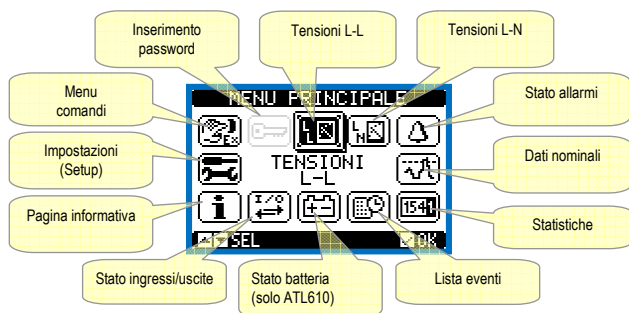 Inserimento
password
Tensioni L-L
Tensioni L-N
Menu
comandi
Stato allarmi
MENU PRINCIPALE
Impostazioni
(Setup)
TENSIONI
L-L
Dati nominali
Pagina informativa
I/O
1540
Statistiche
SEL
OK
Stato ingressi/uscite
Stato batteria
(solo ATL610)
Lista eventi